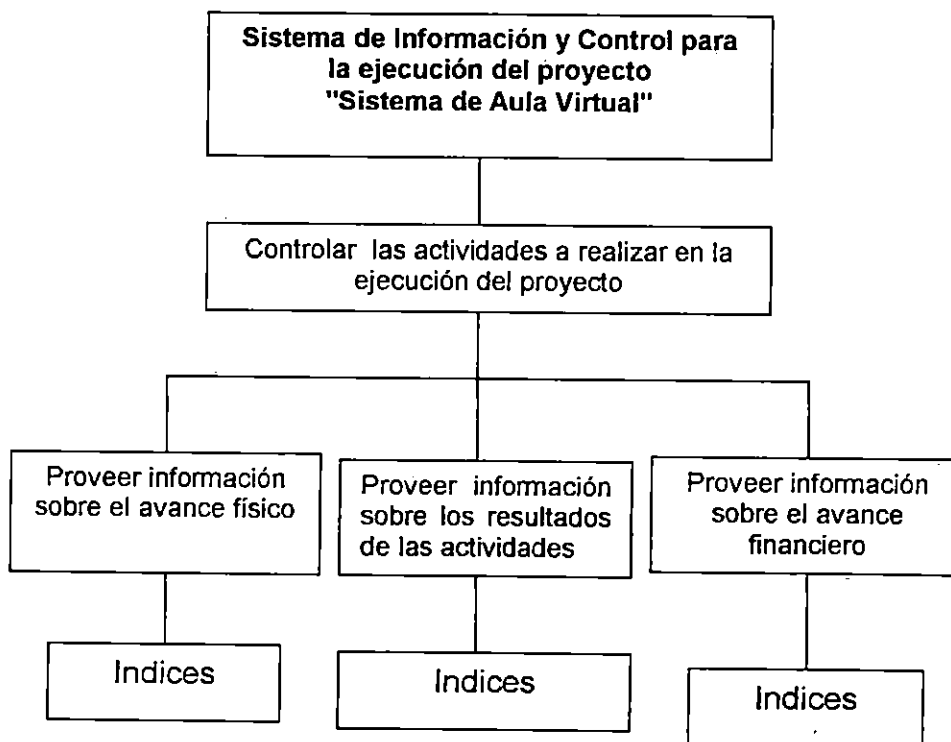 Sistema de Información y Control para
la ejecución del proyecto
"Sistema de Aula Virtual"
Controlar las actividades a realizar en la
ejecución del proyecto
Proveer información
sobre el avance físico
Proveer información
sobre los resultados
de las actividades
Proveer información
sobre el avance
financiero
Indices
Indices
Indices